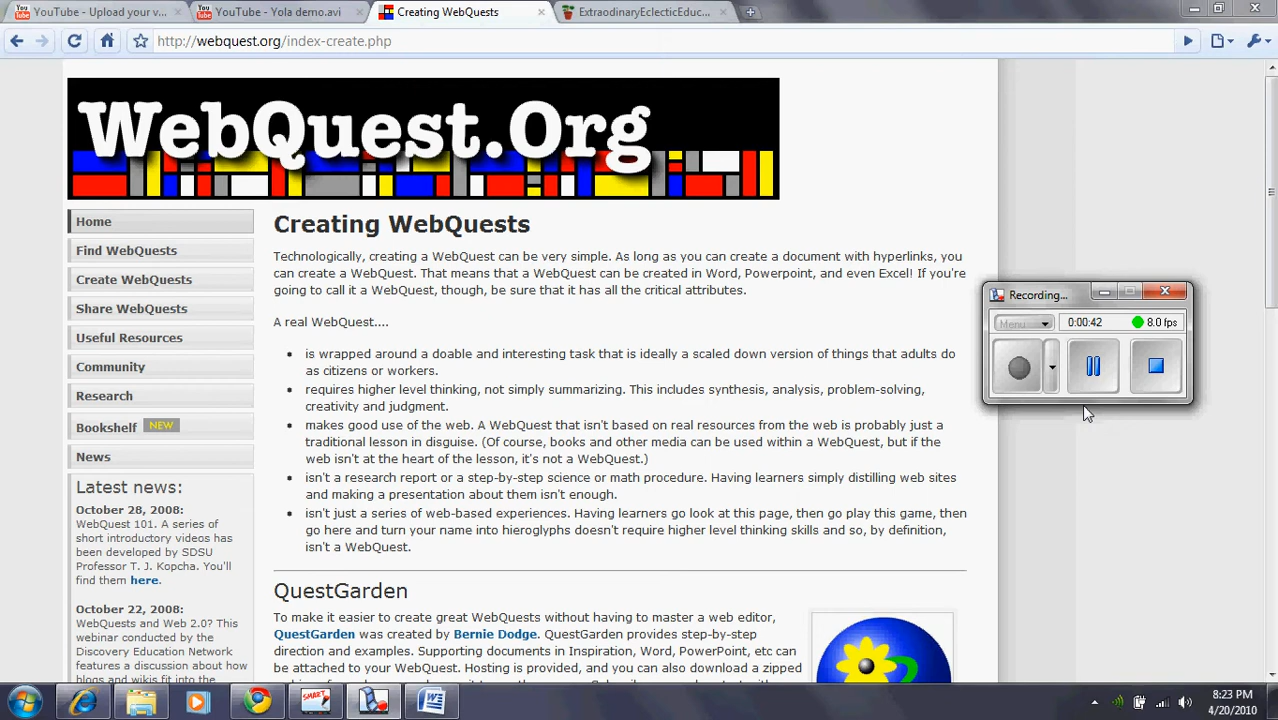 YouTube - Upload your v...
YouTube - Yola demo.avi
Creating WebQuests
ExtraodinaryEclecticEduc...
http://webquest.org/index-create.php
WebQuest.Org
Home
Find WebQuests
Create WebQuests
Share WebQuests
Useful Resources
Community
Research
Bookshelf NEW
News
Latest news:
October 28, 2008:
WebQuest 101. A series of
short introductory videos has
been developed by SDSU
Professor T. J. Kopcha. You'll
find them here.
October 22, 2008:
WebQuests and Web 2.0? This
webinar conducted by the
Discovery Education Network
features a discussion about how
blogs and wikis fit into the
Creating WebQuests
Technologically, creating a WebQuest can be very simple. As long as you can create a document with hyperlinks, you
can create a WebQuest. That means that a WebQuest can be created in Word, Powerpoint, and even Excel! If you're
going to call it a WebQuest, though, be sure that it has all the critical attributes.
A real WebQuest....
is wrapped around a doable and interesting task that is ideally a scaled down version of things that adults do
as citizens or workers.
requires higher level thinking, not simply summarizing. This includes synthesis, analysis, problem-solving,
creativity and judgment.
makes good use of the web. A WebQuest that isn't based on real resources from the web is probably just a
traditional lesson in disguise. (Of course, books and other media can be used within a WebQuest, but if the
web isn't at the heart of the lesson, it's not a WebQuest.)
isn't a research report or a step-by-step science or math procedure. Having learners simply distilling web sites
and making a presentation about them isn't enough.
isn't just a series of web-based experiences. Having learners go look at this page, then go play this game, then
go here and turn your name into hieroglyphs doesn't require higher level thinking skills and so, by definition,
isn't a WebQuest.
QuestGarden
To make it easier to create great WebQuests without having to master a web editor,
QuestGarden was created by Bernie Dodge. QuestGarden provides step-by-step
direction and examples. Supporting documents in Inspiration, Word, PowerPoint, etc
can be attached to your WebQuest. Hosting is provided, and you can also download a zipped
Recording...
Menu
0:00:42
8.0 fps
SMART
8:23 PM
4/20/2010